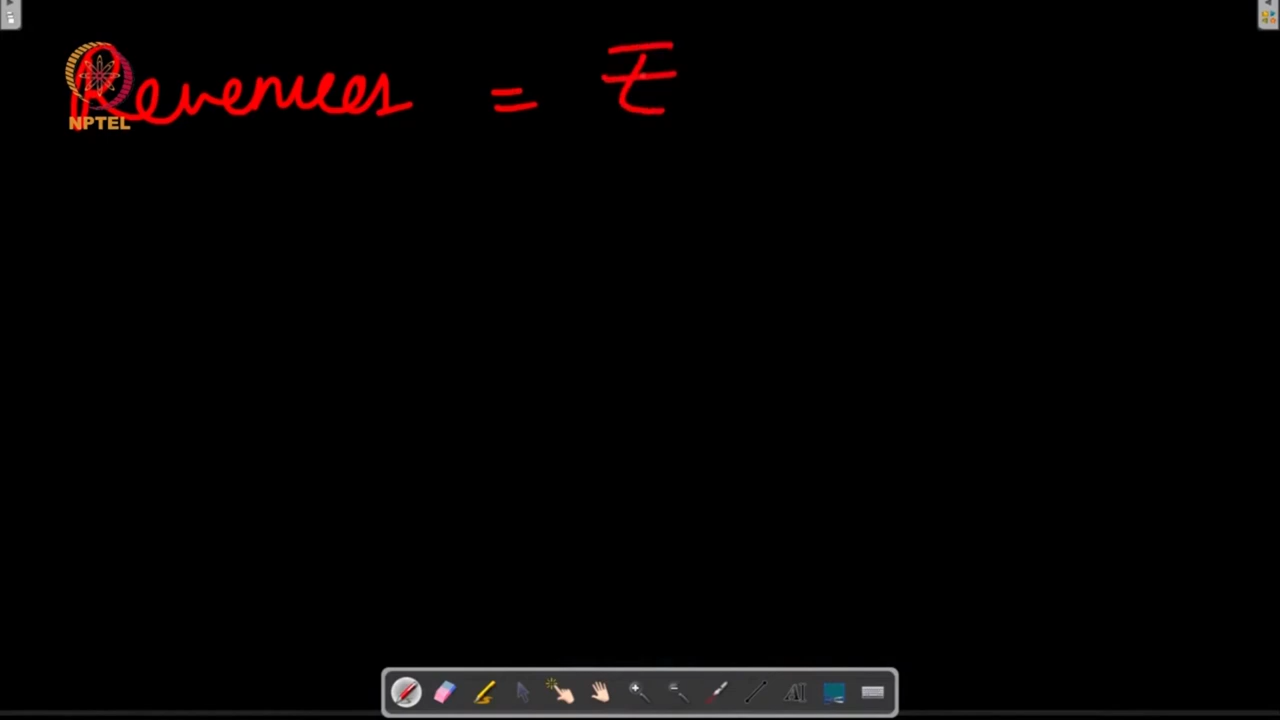 Revenues = ₹
NPTEL